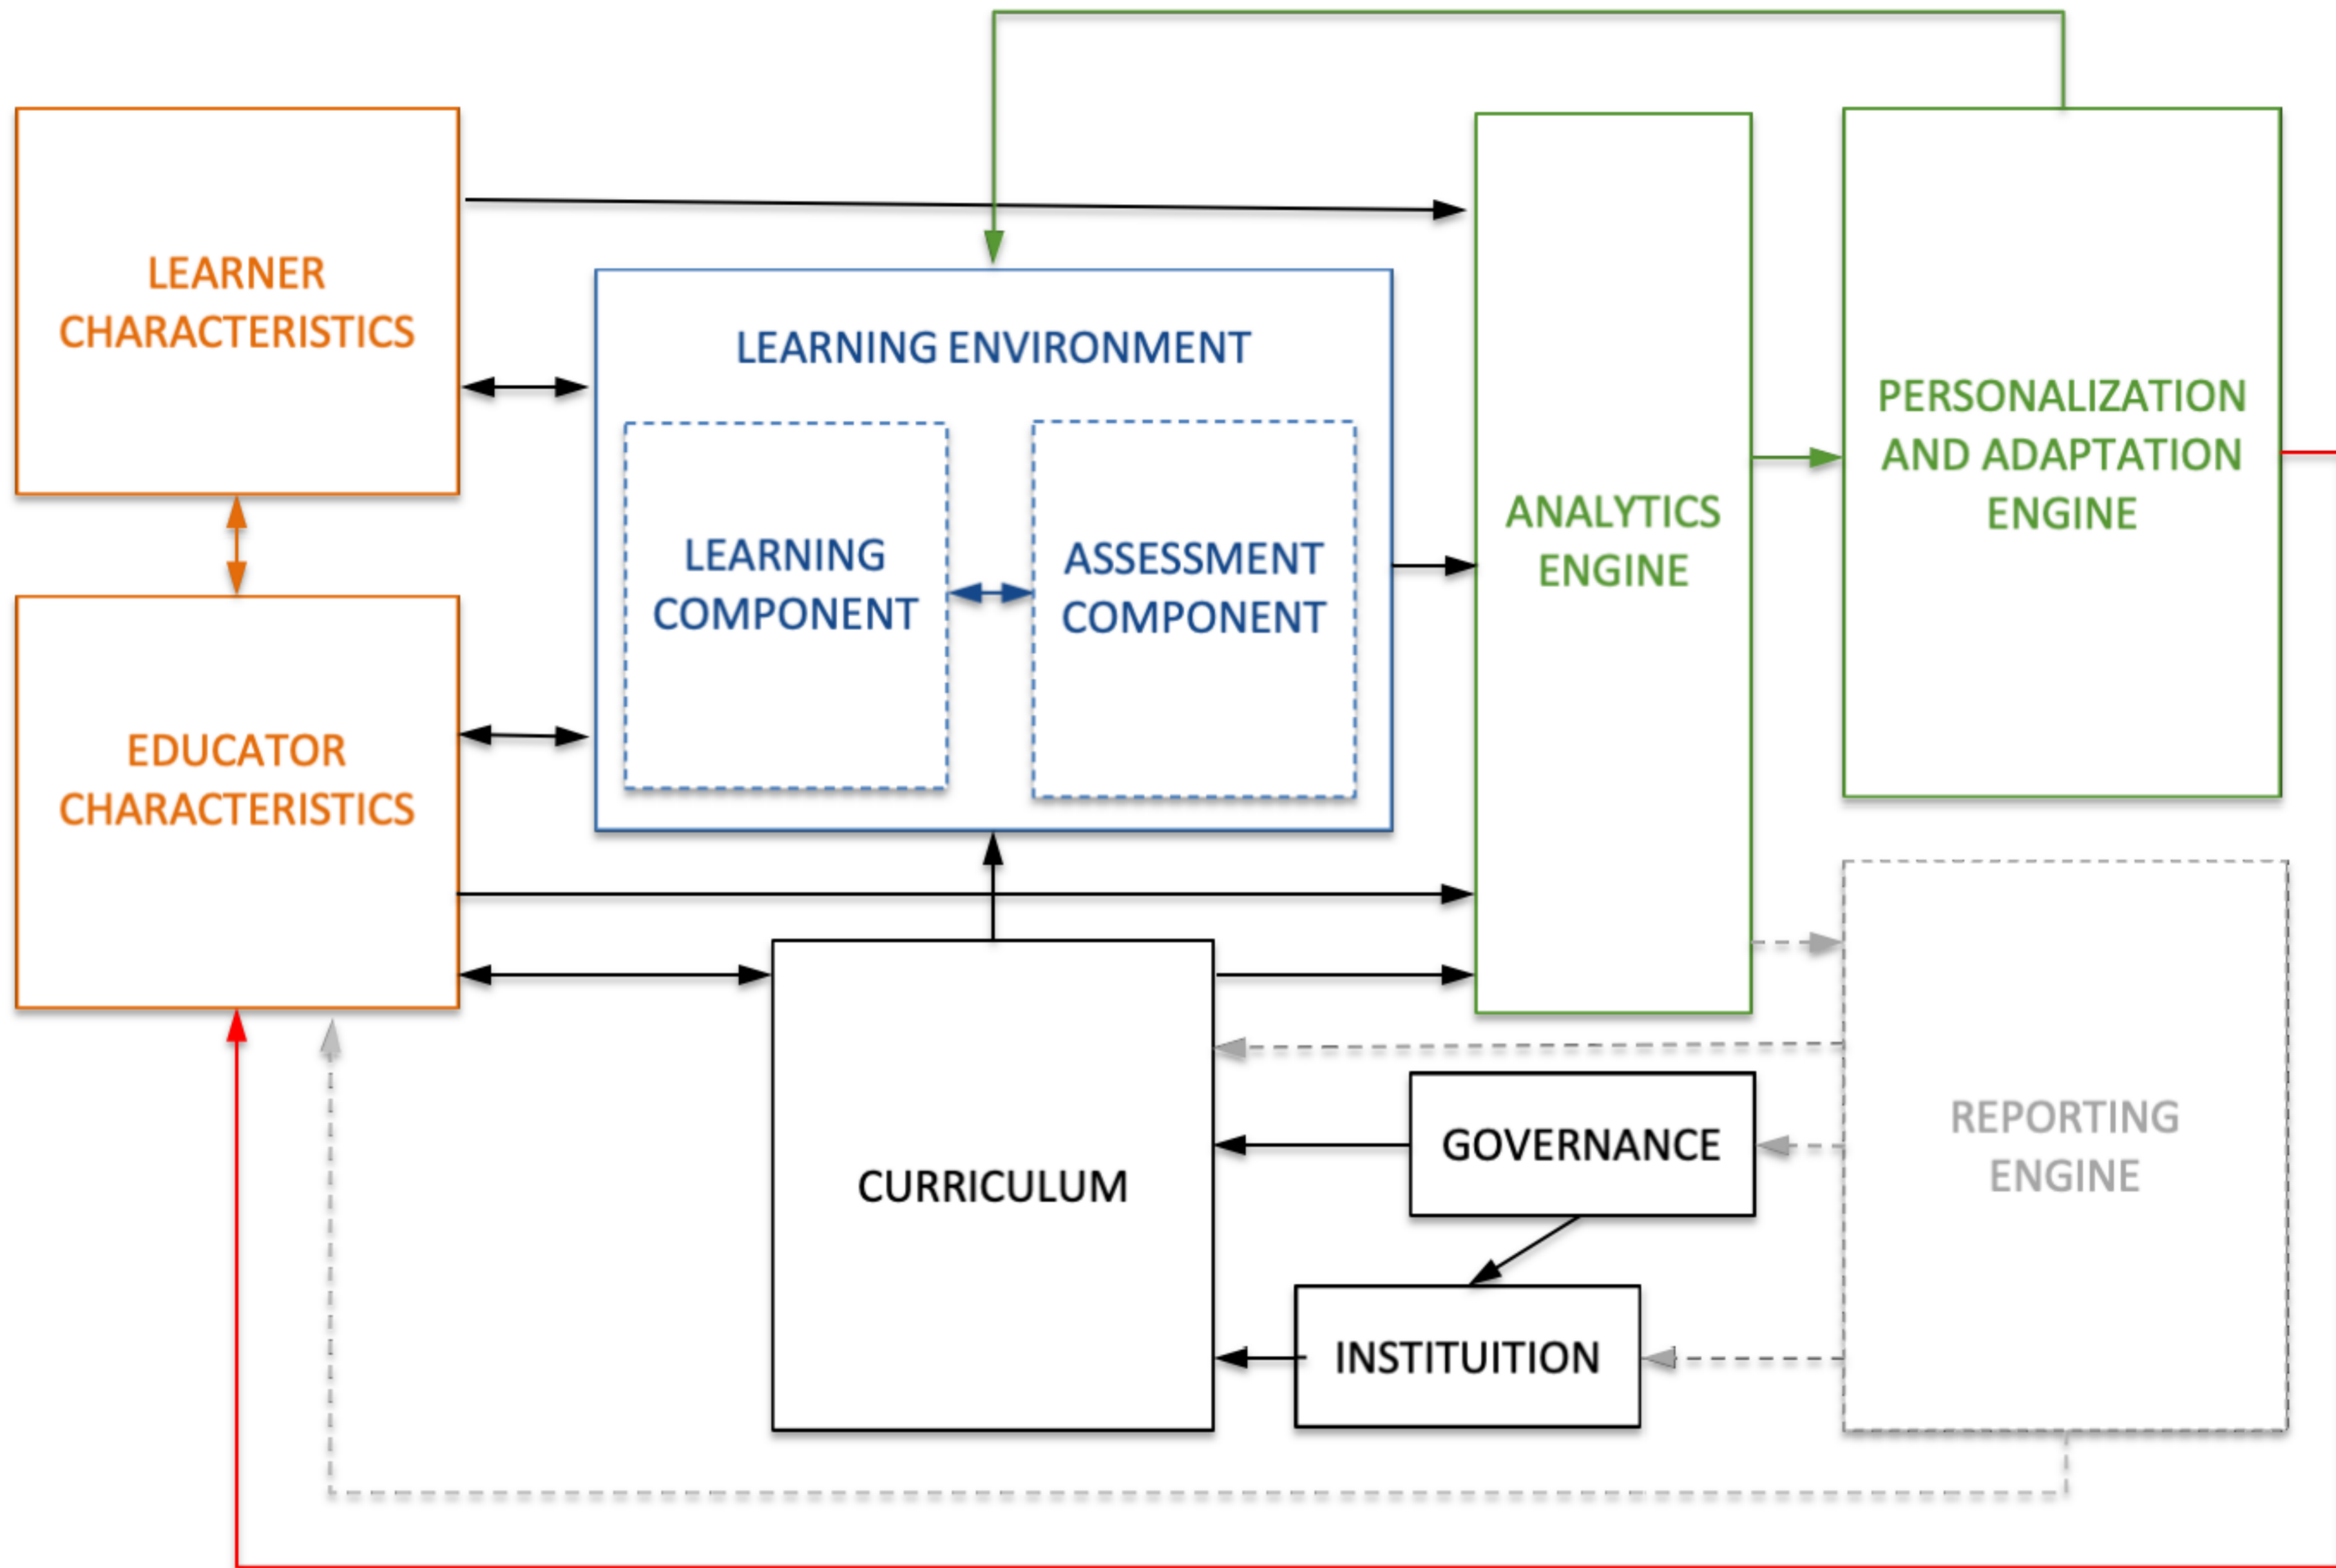 LEARNER
CHARACTERISTICS
LEARNING ENVIRONMENT
LEARNING
COMPONENT
ASSESSMENT
COMPONENT
ANALYTICS
ENGINE
PERSONALIZATION
AND ADAPTATION
ENGINE
EDUCATOR
CHARACTERISTICS
CURRICULUM
GOVERNANCE
INSTITUITION
REPORTING
ENGINE